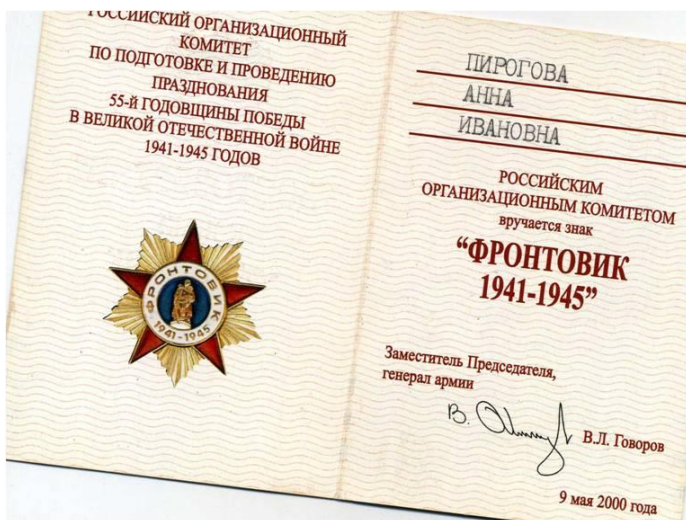 РОССИЙСКИЙ ОРГАНИЗАЦИОННЫЙ
КОМИТЕТ
ПО ПОДГОТОВКЕ И ПРОВЕДЕНИЮ
ПРАЗДНОВАНИЯ
55-й ГОДОВЩИНЫ ПОБЕДЫ
В ВЕЛИКОЙ ОТЕЧЕСТВЕННОЙ ВОЙНЕ
1941-1945 ГОДОВ
ФРОНТОВИК
1941-1945
ПИРОГОВА
АННА
ИВАНОВНА
РОССИЙСКИМ
ОРГАНИЗАЦИОННЫМ КОМИТЕТОМ
вручается знак
“ФРОНТОВИК
1941-1945”
Заместитель Председателя,
генерал армии
В.Л. Говоров
9 мая 2000 года